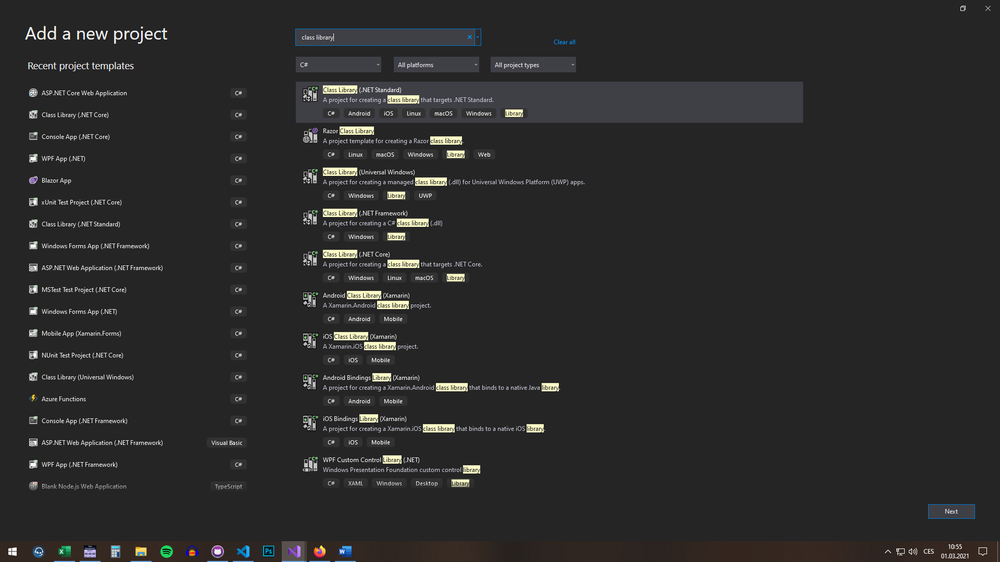 Add a new project
Recent project templates
ASP.NET Core Web Application C#
Class Library (.NET Core) C#
Console App (.NET Core) C#
WPF App (.NET) C#
Blazor App C#
xUnit Test Project (.NET Core) C#
Class Library (.NET Standard) C#
Windows Forms App (.NET Framework) C#
ASP.NET Web Application (.NET Framework) C#
MSTest Test Project (.NET Core) C#
Windows Forms App (.NET) C#
Mobile App (Xamarin.Forms) C#
NUnit Test Project (.NET Core) C#
Class Library (Universal Windows) C#
Azure Functions C#
Console App (.NET Framework) C#
ASP.NET Web Application (.NET Framework) Visual Basic
WPF App (.NET Framework) C#
Blank Node.js Web Application TypeScript
class library
Clear all
C# All platforms All project types
Class Library (.NET Standard)
A project for creating a class library that targets .NET Standard.
C# Android iOS Linux macOS Windows Library
Razor Class Library
A project template for creating a Razor class library.
C# Linux macOS Windows Library Web
Class Library (Universal Windows)
A project for creating a managed class library (.dll) for Universal Windows Platform (UWP) apps.
C# Windows Library UWP
Class Library (.NET Framework)
A project for creating a C# class library (.dll)
C# Windows Library
Class Library (.NET Core)
A project for creating a class library that targets .NET Core.
C# Windows Linux macOS Library
Android Class Library (Xamarin)
A Xamarin.Android class library project.
C# Android Mobile
iOS Class Library (Xamarin)
A Xamarin.iOS class library project.
C# iOS Mobile
Android Bindings Library (Xamarin)
A project for creating a Xamarin.Android class library that binds to a native Java library.
C# Android Mobile
iOS Bindings Library (Xamarin)
A project for creating a Xamarin.iOS class library that binds to a native iOS library.
C# iOS Mobile
WPF Custom Control Library (.NET)
Windows Presentation Foundation custom control library
C# XAML Windows Desktop Library
Next
Ps
CES
10:55
01.03.2021